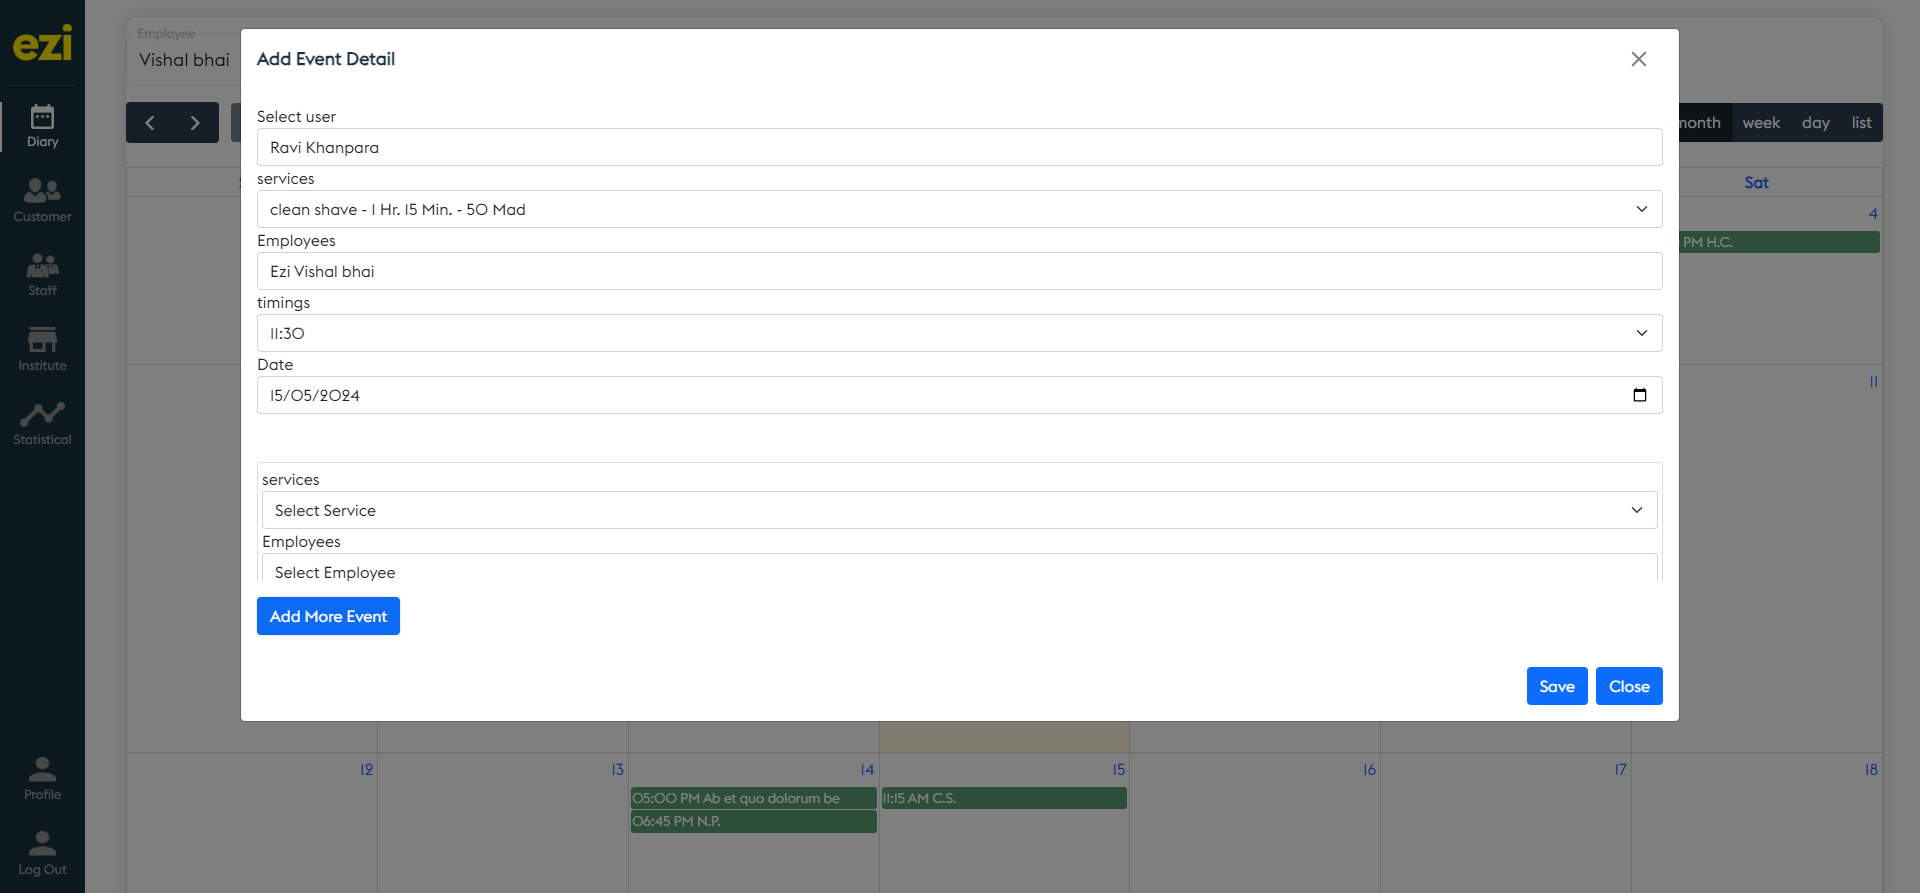 ezi
Diary
Customer
Staff
Institute
Statistical
Profile
Log Out
Employee
Vishal bhai
month week day list
Sat
4
PM H.C.
11
Add Event Detail
Select user
Ravi Khanpara
services
clean shave - 1 Hr. 15 Min. - 50 Mad
Employees
Ezi Vishal bhai
timings
11:30
Date
15/05/2024
services
Select Service
Employees
Select Employee
Add More Event
Save Close
12 13 14 15 16 17 18
05:00 PM Ab et quo dolorum be
11:15 AM C.S.
06:45 PM N.P.